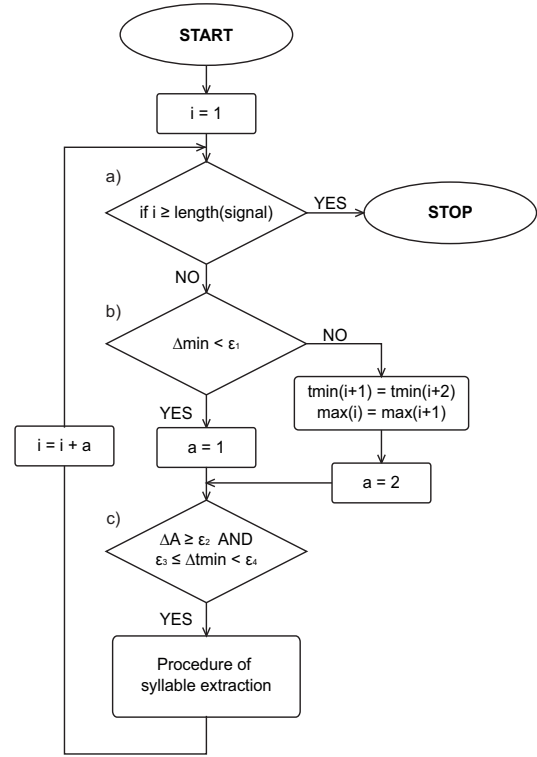 START
i = 1
a)
if i ≥ length(signal)
YES
STOP
NO
b)
Δmin < ε₁
NO
tmin(i+1) = tmin(i+2)
max(i) = max(i+1)
YES
i = i + a
a = 1
a = 2
c)
ΔA ≥ ε₂ AND
ε₃ ≤ Δtmin < ε₄
YES
Procedure of
syllable extraction